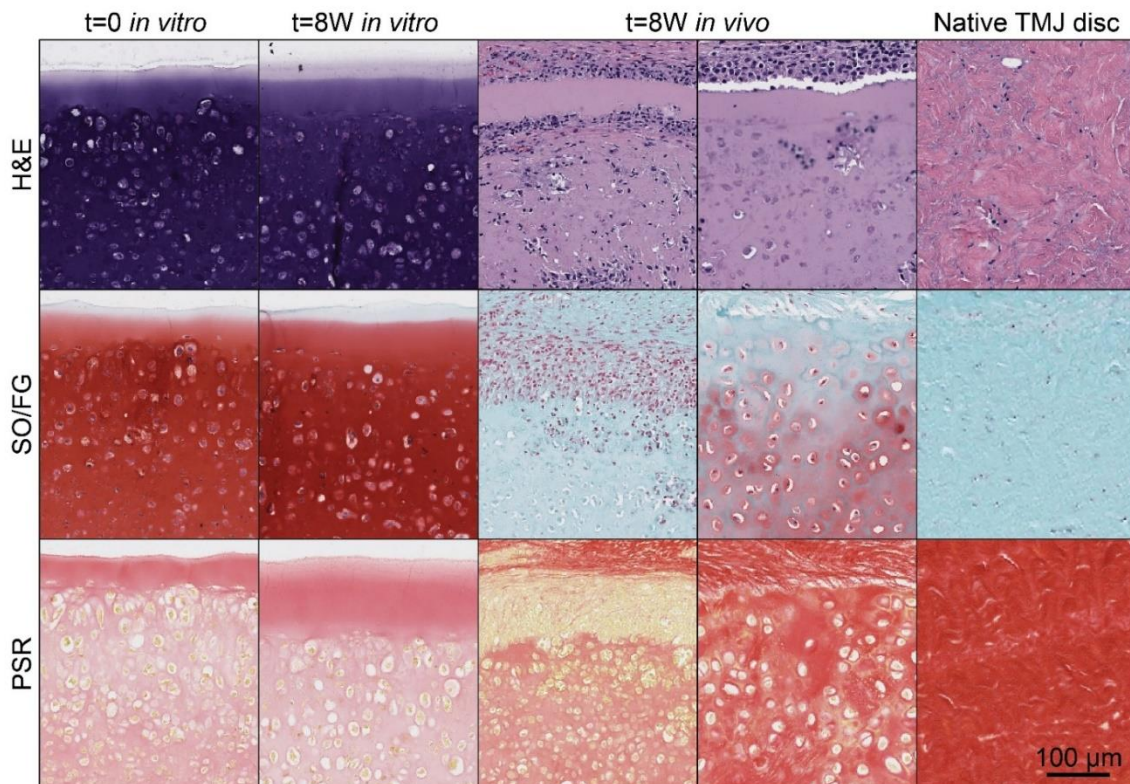 t=0 in vitro
t=8W in vitro
t=8W in vivo
Native TMJ disc
H&E
SO/FG
PSR
100 µm